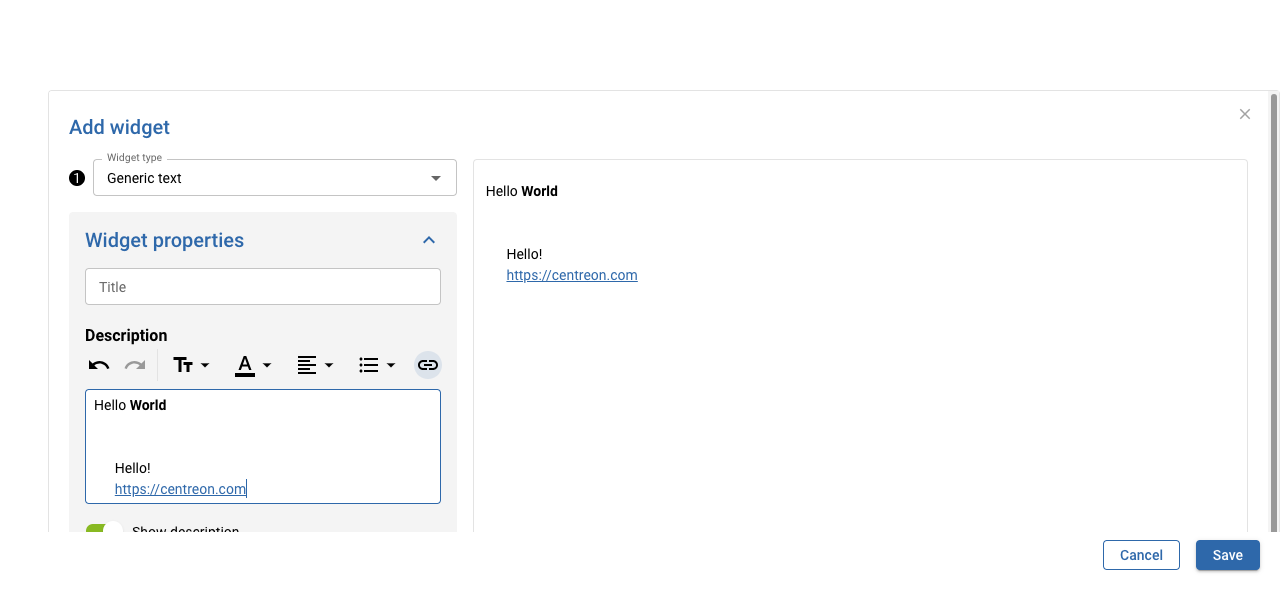 Add widget
Widget type
1 Generic text
Widget properties
Title
Description
Hello World
Hello!
https://centreon.com
Show description
Hello World
Hello!
https://centreon.com
Cancel
Save